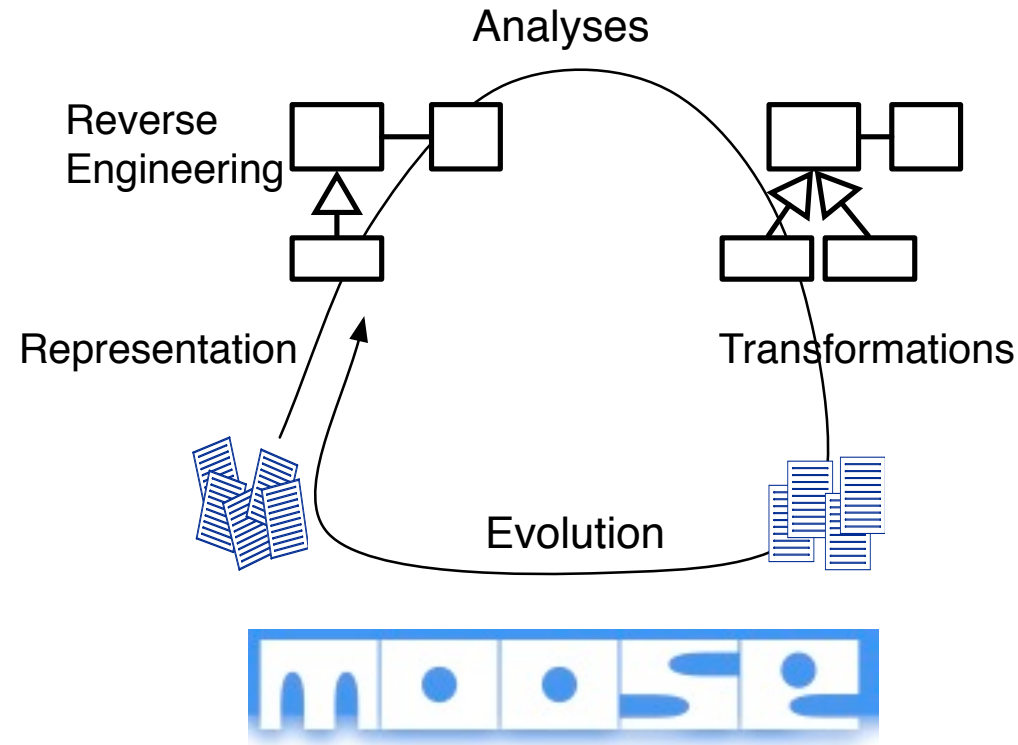 Analyses
Reverse
Engineering
Representation
Transformations
Evolution
moose